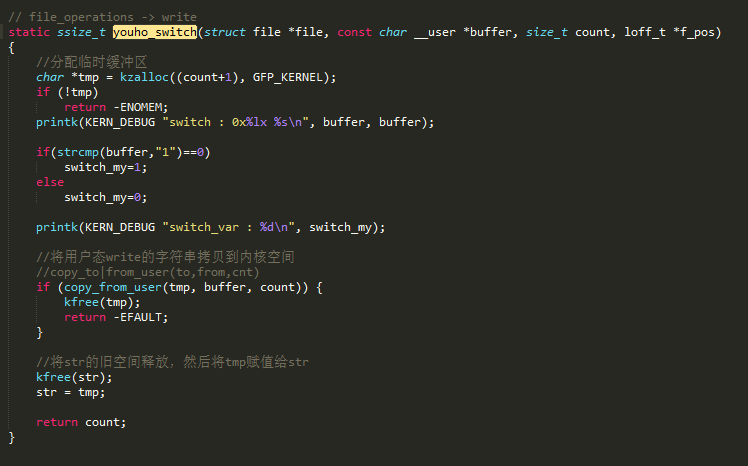 // file_operations -> write
static ssize_t youho_switch(struct file *file, const char __user *buffer, size_t count, loff_t *f_pos)
{
    //分配临时缓冲区
    char *tmp = kzalloc((count+1), GFP_KERNEL);
    if (!tmp)
        return -ENOMEM;
    printk(KERN_DEBUG "switch : 0x%lx %s\n", buffer, buffer);

    if(strcmp(buffer,"1")==0)
        switch_my=1;
    else
        switch_my=0;

    printk(KERN_DEBUG "switch_var : %d\n", switch_my);

    //将用户态write的字符串拷贝到内核空间
    //copy_to|from_user(to,from,cnt)
    if (copy_from_user(tmp, buffer, count)) {
        kfree(tmp);
        return -EFAULT;
    }

    //将str的旧空间释放，然后将tmp赋值给str
    kfree(str);
    str = tmp;

    return count;
}